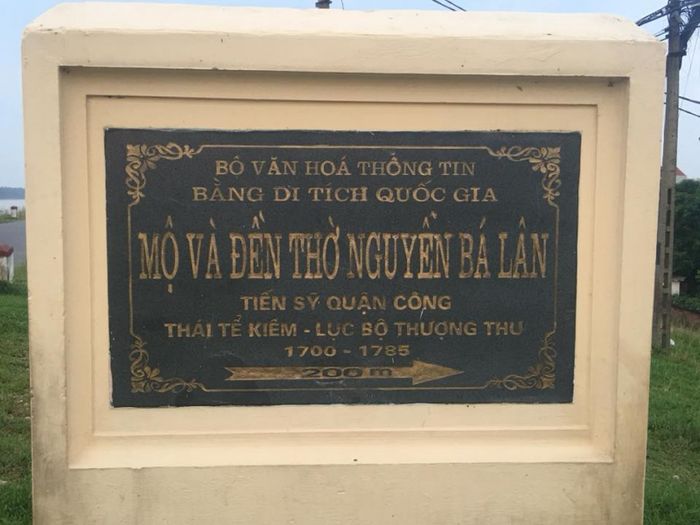 BỘ VĂN HOÁ THÔNG TIN
BẰNG DI TÍCH QUỐC GIA
MỘ VÀ ĐỀN THỜ NGUYỄN BÁ LÂN
TIẾN SỸ QUẬN CÔNG
THÁI TỂ KIÊM - LỤC BỘ THƯỢNG THƯ
1700 - 1785
200 m